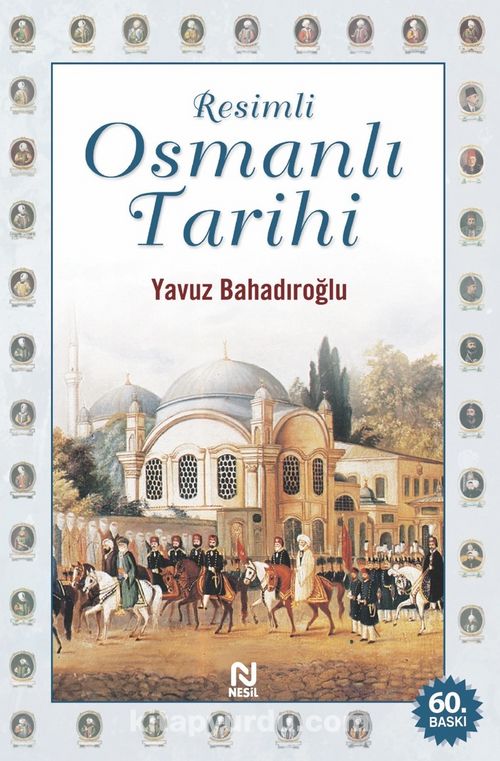 Resimli
Osmanlı
Tarihi
Yavuz Bahadıroğlu
NESİL
60.
BASKI
kitapyurdu.com